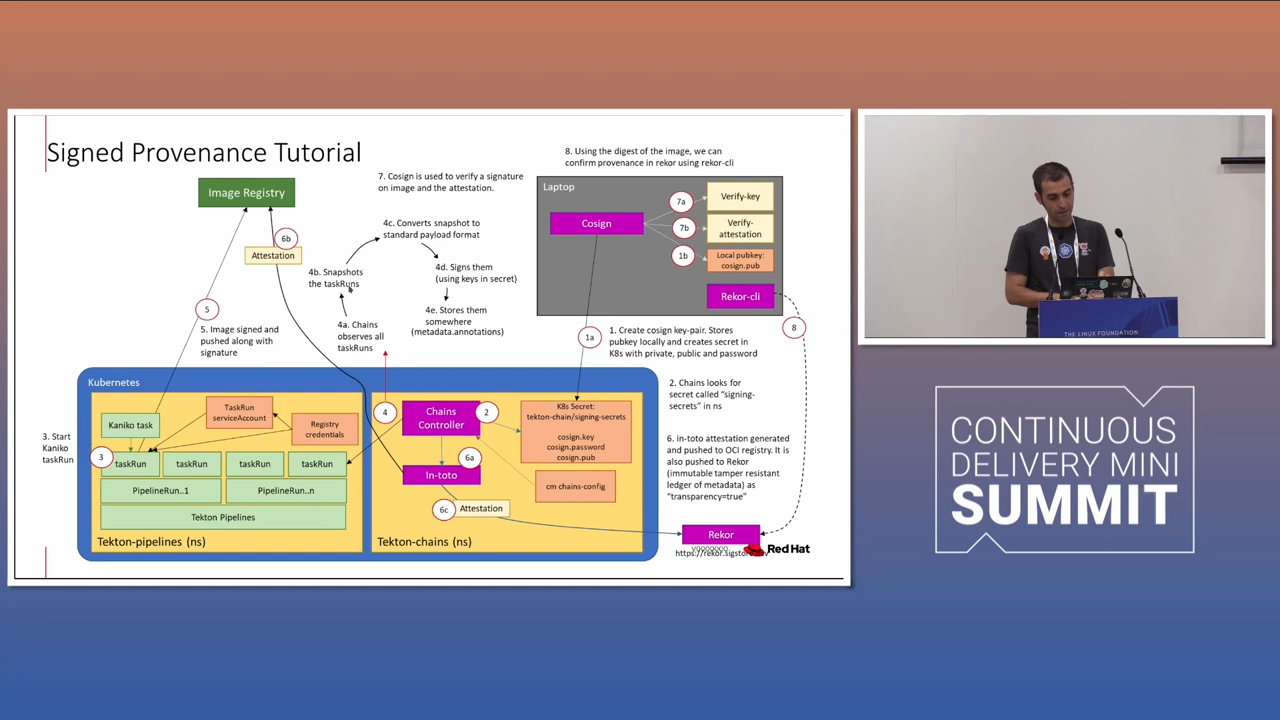 Signed Provenance Tutorial
8. Using the digest of the image, we can
confirm provenance in rekor using rekor-cli
Image Registry
7. Cosign is used to verify a signature
on image and the attestation.
Laptop
Cosign
7a
Verify-key
7b
Verify-
attestation
1b
Local pubkey:
cosign.pub
Rekor-cli
6b
Attestation
4c. Converts snapshot to
standard payload format
4b. Snapshots
the taskRuns
4d. Signs them
(using keys in secret)
4e. Stores them
somewhere
(metadata.annotations)
4a. Chains
observes all
taskRuns
5
5. Image signed and
pushed along with
signature
1a
1. Create cosign key-pair. Stores
pubkey locally and creates secret in
K8s with private, public and password
8
2. Chains looks for
secret called "signing-
secrets" in ns
6. in-toto attestation generated
and pushed to OCI registry. It is
also pushed to Rekor
(immutable tamper resistant
ledger of metadata) as
"transparency=true"
Kubernetes
3. Start
Kaniko
taskRun
Kaniko task
TaskRun
serviceAccount
Registry
credentials
3
taskRun
taskRun
taskRun
taskRun
PipelineRun..1
PipelineRun..n
Tekton Pipelines
Tekton-pipelines (ns)
4
Chains
Controller
2
K8s Secret:
tekton-chain/signing-secrets
cosign.key
cosign.password
cosign.pub
6a
In-toto
cm chains-config
6c
Attestation
Tekton-chains (ns)
Rekor
Red Hat
THE LINUX FOUNDATION
CONTINUOUS
DELIVERY MINI
SUMMIT